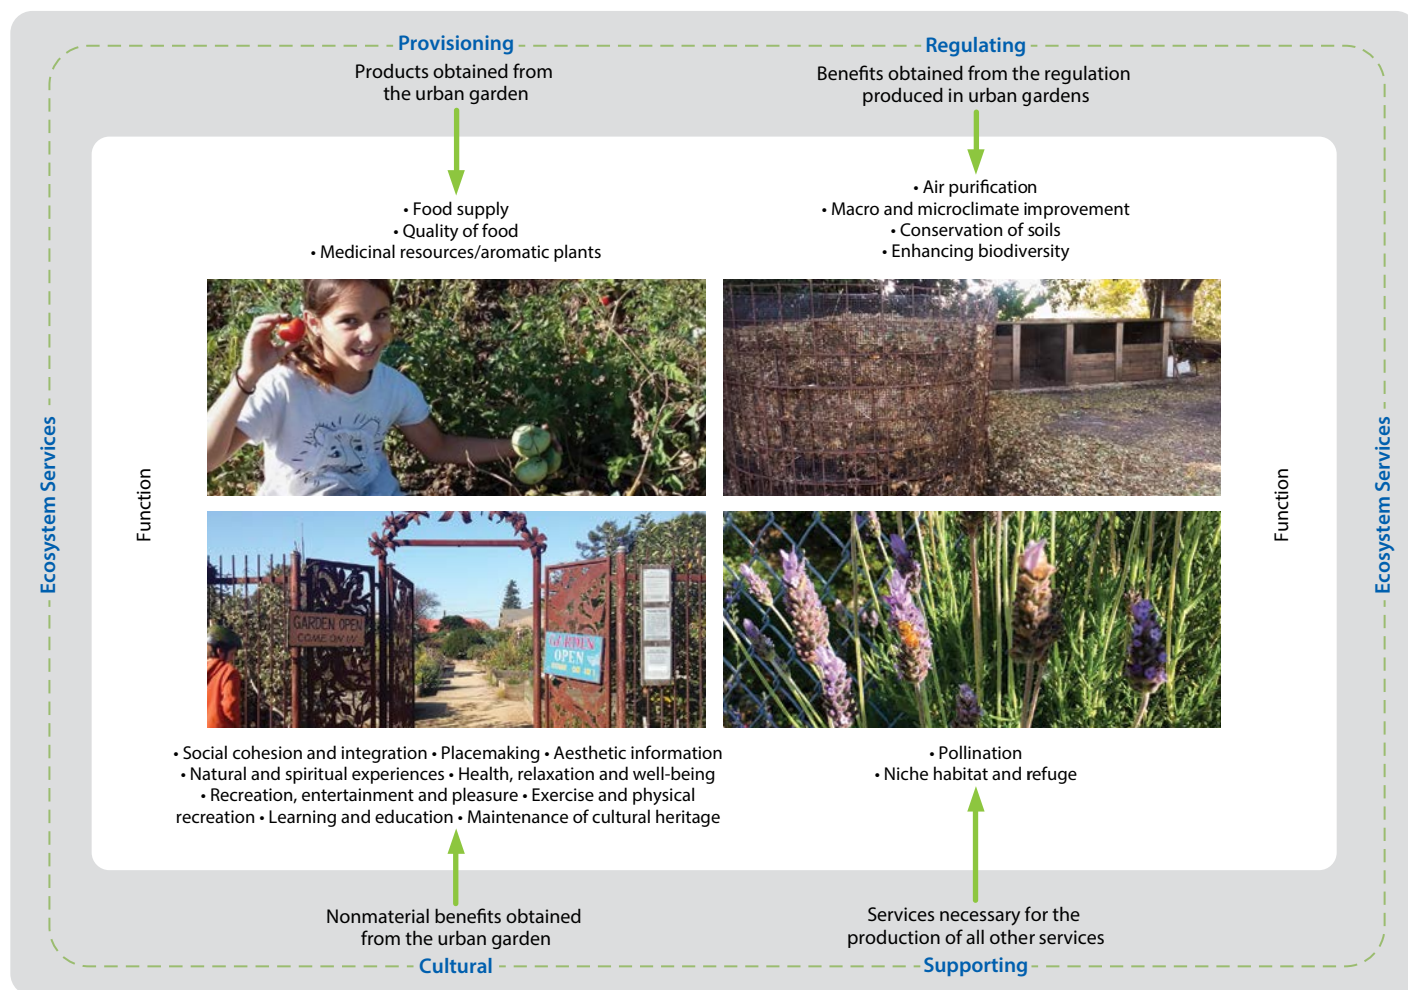 Provisioning
Products obtained from
the urban garden
Regulating
Benefits obtained from the regulation
produced in urban gardens
• Food supply
• Quality of food
• Medicinal resources/aromatic plants
• Air purification
• Macro and microclimate improvement
• Conservation of soils
• Enhancing biodiversity
Ecosystem Services
Function
GARDEN OPEN
COME ON IN
GARDEN
OPEN
Function
Ecosystem Services
• Social cohesion and integration • Placemaking • Aesthetic information
• Natural and spiritual experiences • Health, relaxation and well-being
• Recreation, entertainment and pleasure • Exercise and physical
recreation • Learning and education • Maintenance of cultural heritage
• Pollination
• Niche habitat and refuge
Nonmaterial benefits obtained
from the urban garden
Cultural
Services necessary for the
production of all other services
Supporting